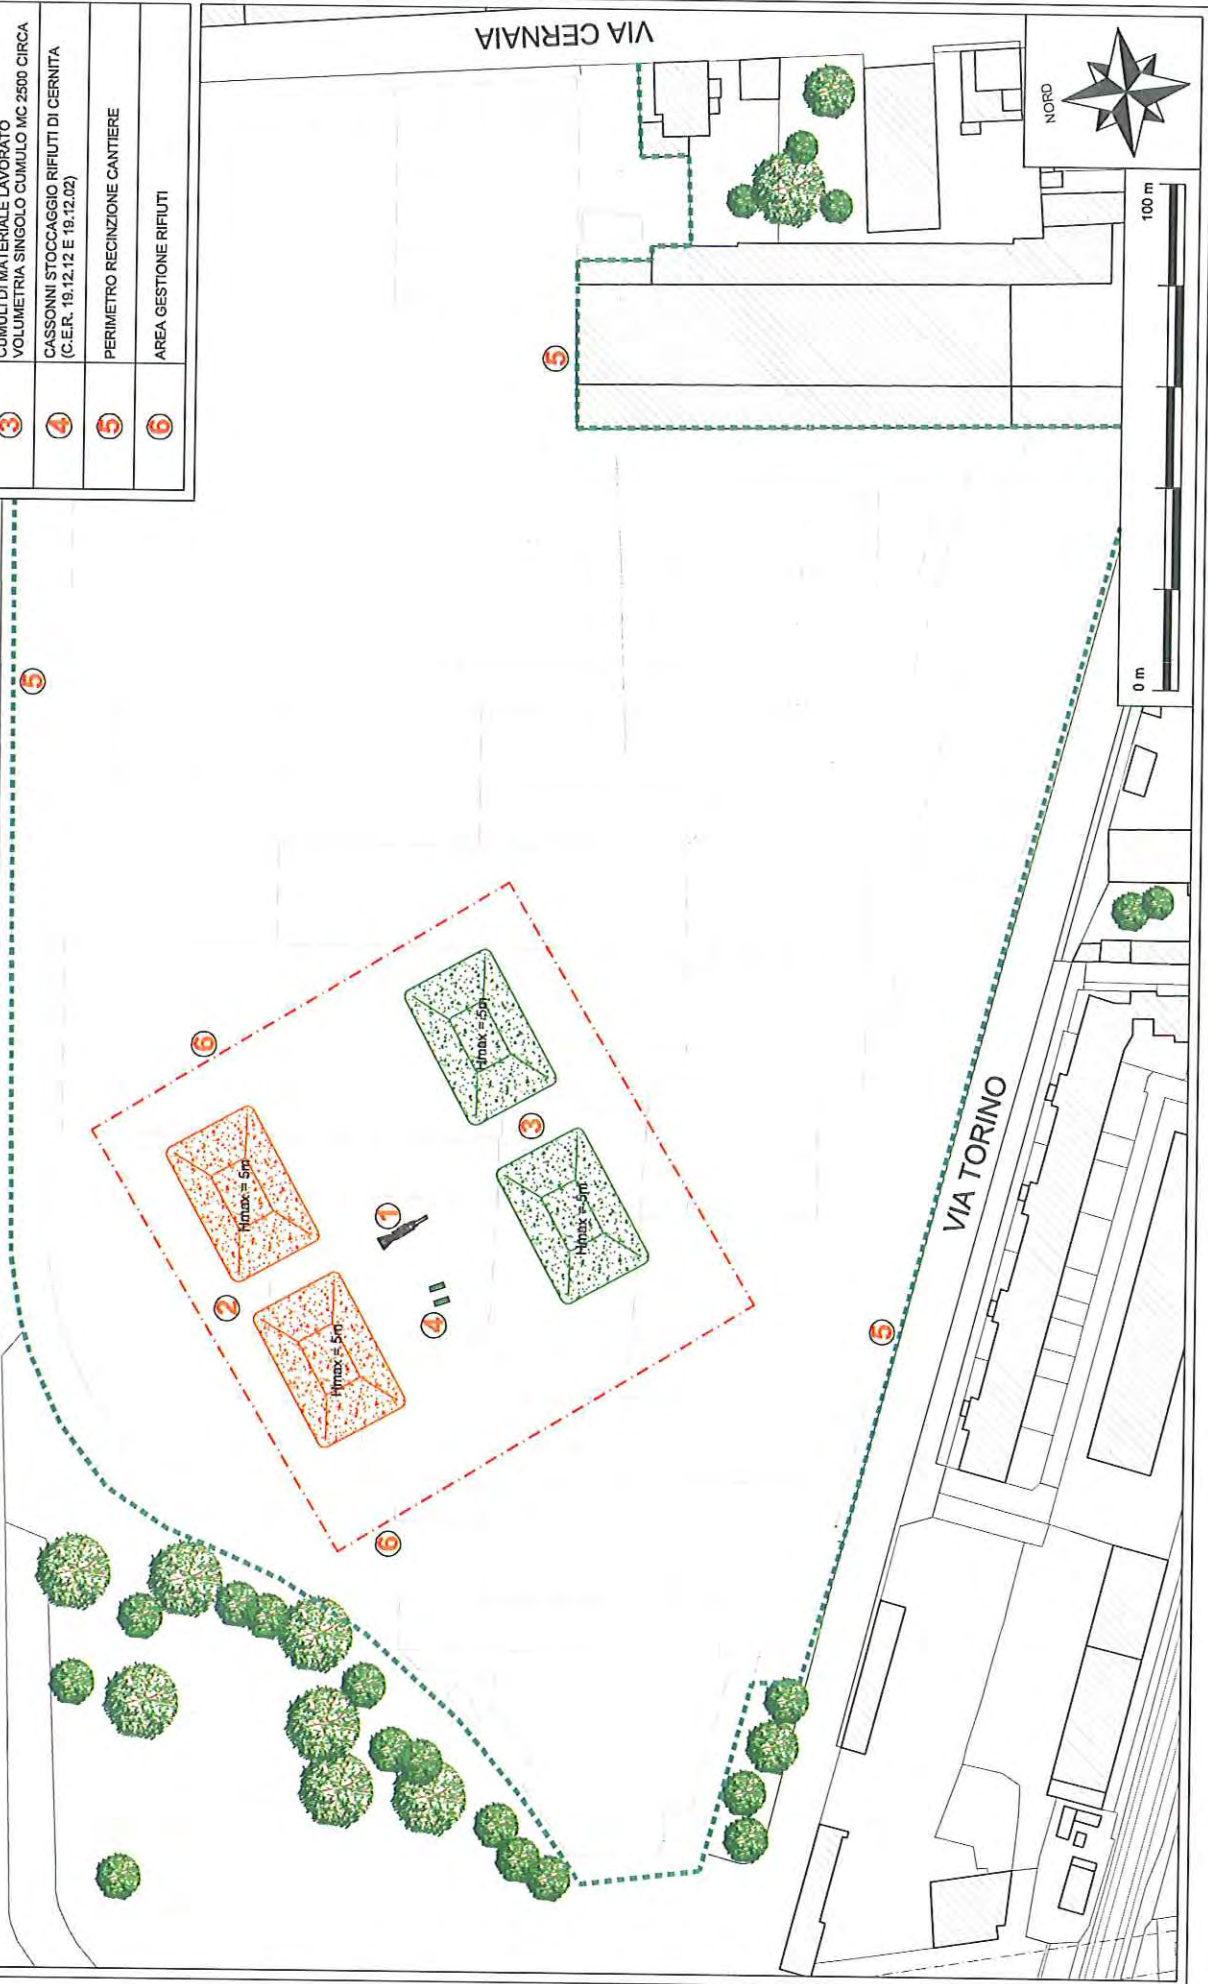 CUMULI DI MATERIALE LAVORATO
VOLUMETRIA SINGOLO CUMULO MC 2500 CIRCA
3
CASSONNI STOCCAGGIO RIFIUTI DI CERNITA
(C.E.R. 19.12.12 E 19.12.02)
4
PERIMETRO RECINZIONE CANTIERE
5
AREA GESTIONE RIFIUTI
6
VIA CERNAIA
NORD
0 m
100 m
5
5
5
6
6
Hmax = 5m
Hmax = 5m
2
1
4
3
Hmax = 5m
Hmax = 5m
VIA TORINO